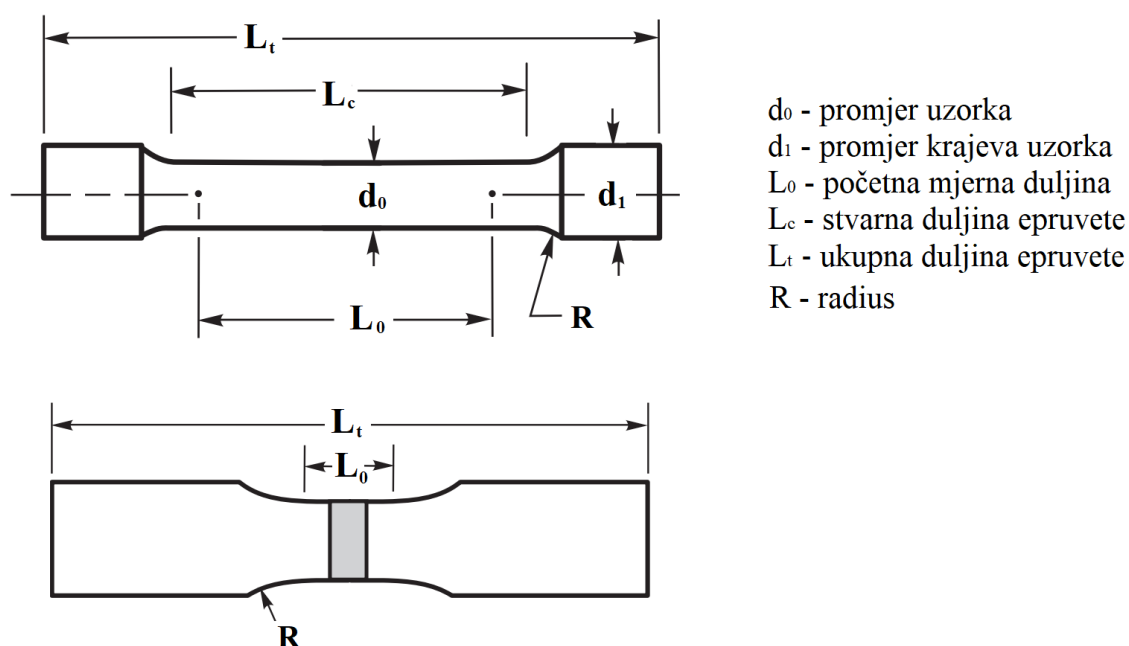 Lt
Lc
d0
d1
L0
R
d0 - promjer uzorka
d1 - promjer krajeva uzorka
L0 - početna mjerna duljina
Lc - stvarna duljina epruvete
Lt - ukupna duljina epruvete
R - radius
Lt
L0
R